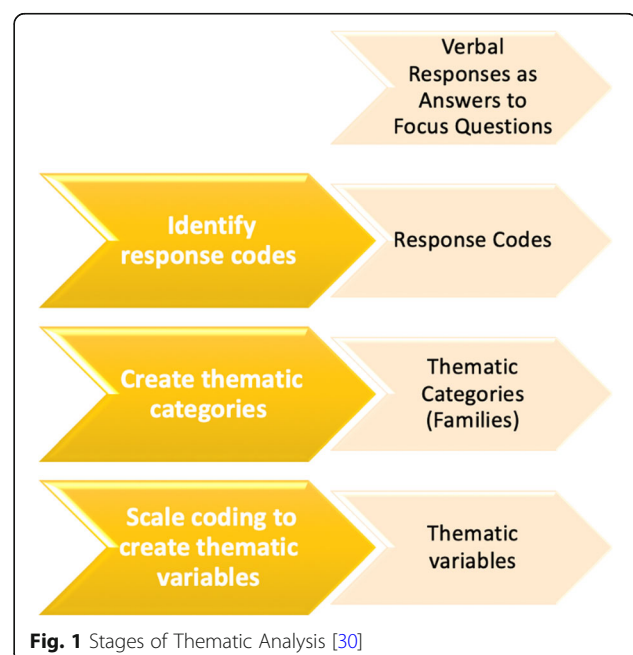 Verbal
Responses as
Answers to
Focus Questions
Identify
response codes
Response Codes
Create thematic
categories
Thematic
Categories
(Families)
Scale coding to
create thematic
variables
Thematic
variables
Fig. 1 Stages of Thematic Analysis [30]